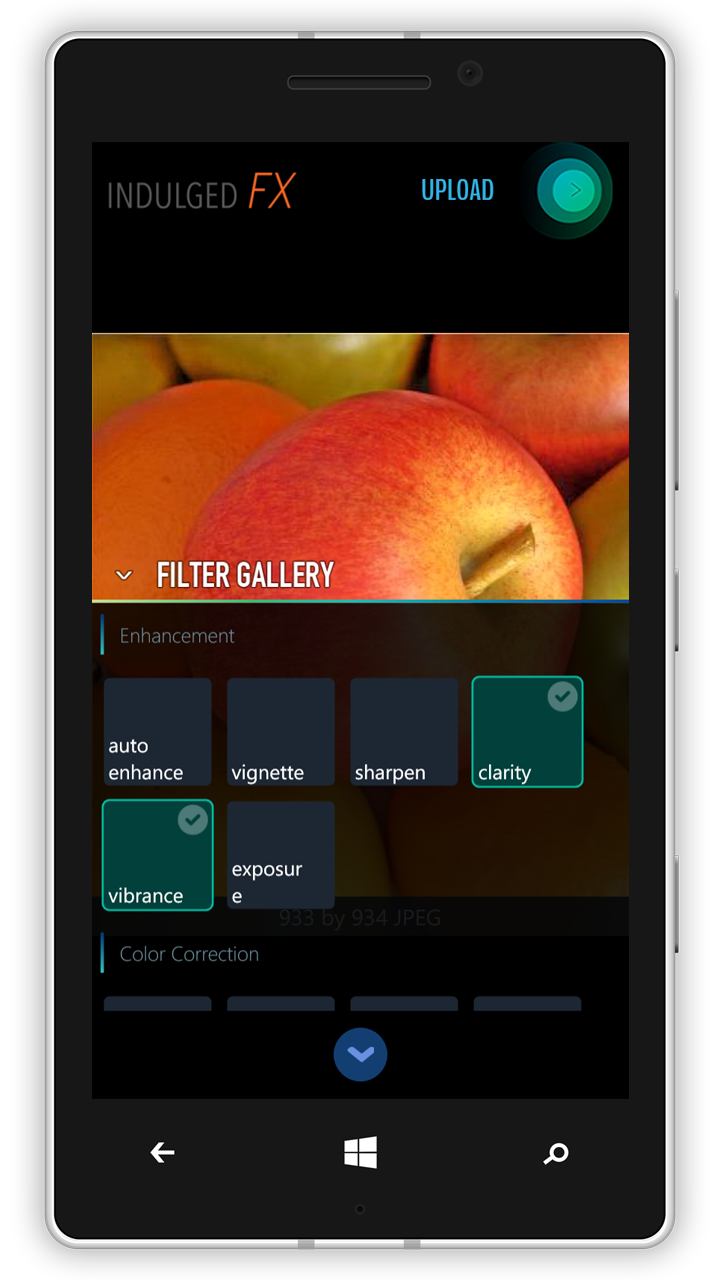 INDULGED FX
UPLOAD
FILTER GALLERY
Enhancement
auto
enhance
vignette
sharpen
clarity
vibrance
exposur
e
933 by 934 JPEG
Color Correction